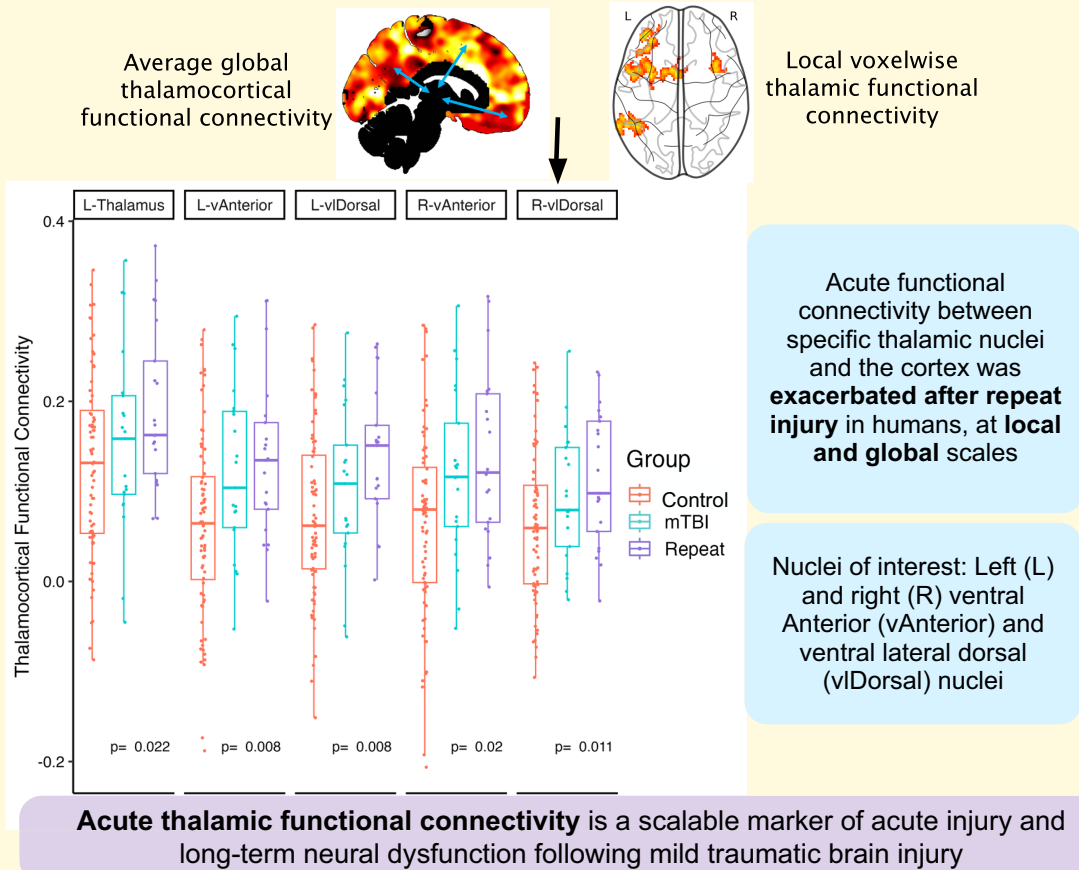 Average global
thalamocortical
functional connectivity
L
R
Local voxelwise
thalamic functional
connectivity
L-Thalamus
L-vAnterior
L-vlDorsal
R-vAnterior
R-vlDorsal
Thalamocortical Functional Connectivity
0.4
0.2
0.0
-0.2
p= 0.022
p= 0.008
p= 0.008
p= 0.02
p= 0.011
Group
Control
mTBI
Repeat
Acute functional
connectivity between
specific thalamic nuclei
and the cortex was
exacerbated after repeat
injury in humans, at local
and global scales
Nuclei of interest: Left (L)
and right (R) ventral
Anterior (vAnterior) and
ventral lateral dorsal
(vlDorsal) nuclei
Acute thalamic functional connectivity is a scalable marker of acute injury and
long-term neural dysfunction following mild traumatic brain injury